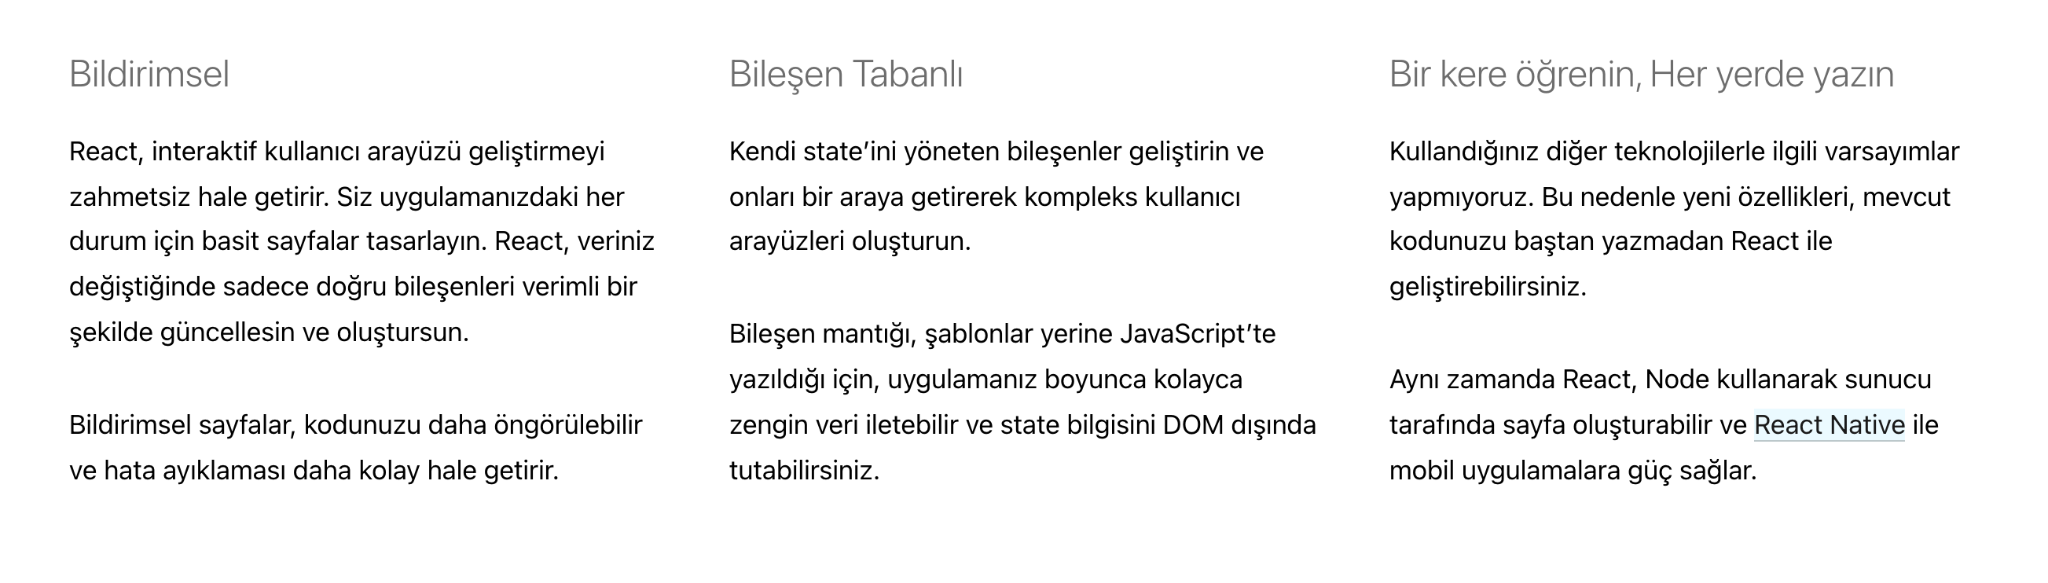 Bildirimsel
React, interaktif kullanıcı arayüzü geliştirmeyi
zahmetsiz hale getirir. Siz uygulamanızdaki her
durum için basit sayfalar tasarlayın. React, veriniz
değiştiğinde sadece doğru bileşenleri verimli bir
şekilde güncellesin ve oluştursun.
Bildirimsel sayfalar, kodunuzu daha öngörülebilir
ve hata ayıklaması daha kolay hale getirir.
Bileşen Tabanlı
Kendi state’ini yöneten bileşenler geliştirin ve
onları bir araya getirerek kompleks kullanıcı
arayüzleri oluşturun.
Bileşen mantığı, şablonlar yerine JavaScript’te
yazıldığı için, uygulamanız boyunca kolayca
zengin veri iletebilir ve state bilgisini DOM dışında
tutabilirsiniz.
Bir kere öğrenin, Her yerde yazın
Kullandığınız diğer teknolojilerle ilgili varsayımlar
yapmıyoruz. Bu nedenle yeni özellikleri, mevcut
kodunuzu baştan yazmadan React ile
geliştirebilirsiniz.
Aynı zamanda React, Node kullanarak sunucu
tarafında sayfa oluşturabilir ve React Native ile
mobil uygulamalara güç sağlar.